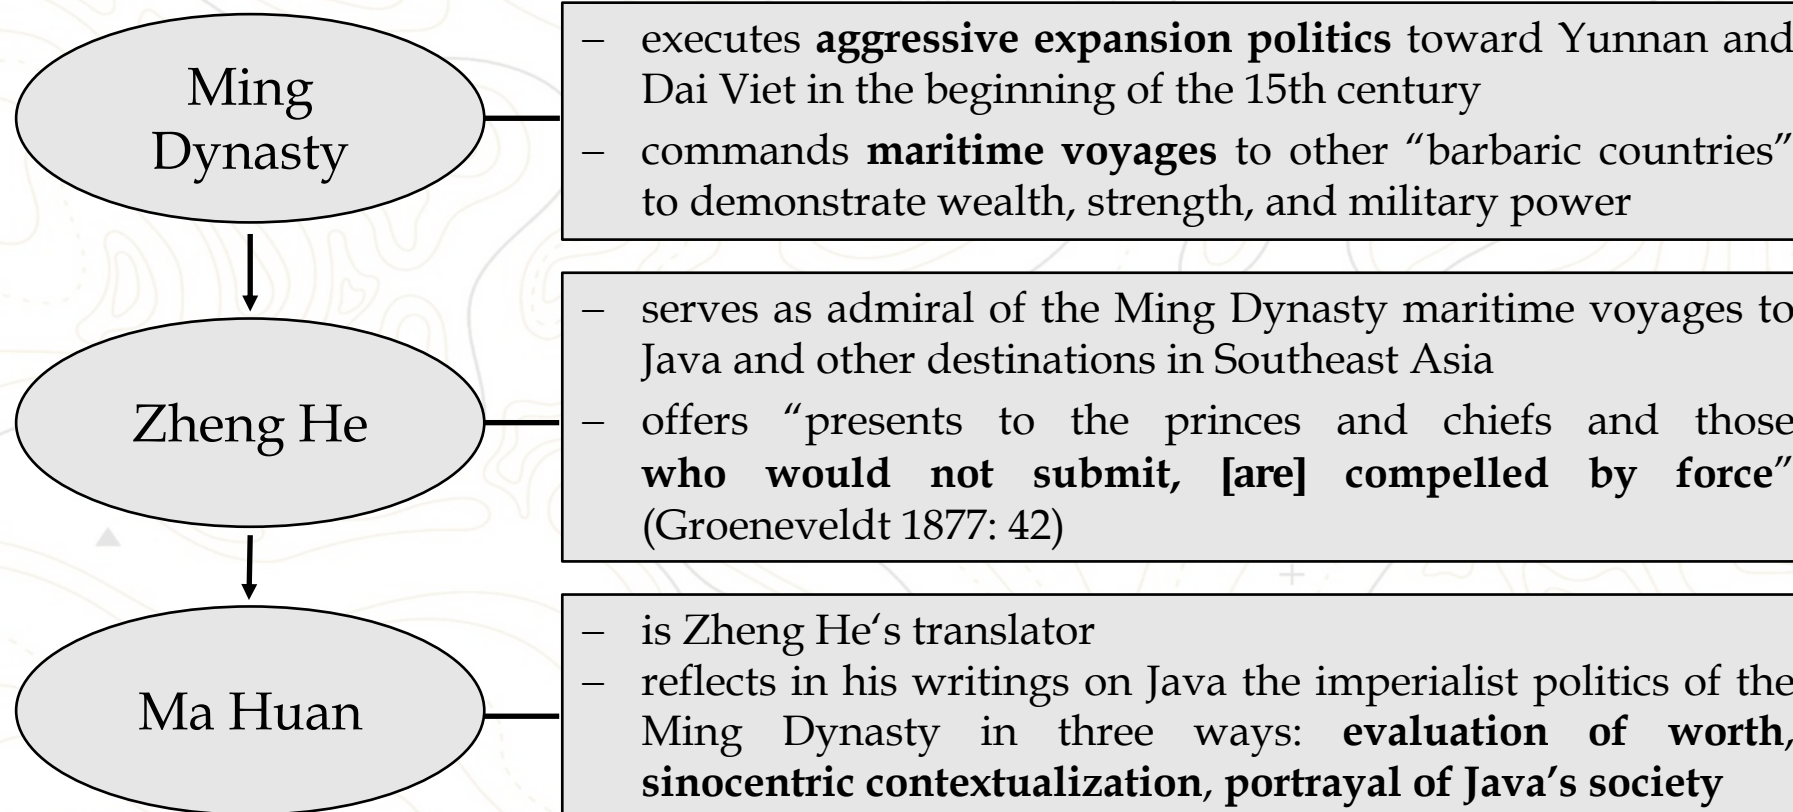 Ming
Dynasty
– executes aggressive expansion politics toward Yunnan and
Dai Viet in the beginning of the 15th century
– commands maritime voyages to other “barbaric countries”
to demonstrate wealth, strength, and military power
Zheng He
– serves as admiral of the Ming Dynasty maritime voyages to
Java and other destinations in Southeast Asia
– offers “presents to the princes and chiefs and those
who would not submit, [are] compelled by force”
(Groeneveldt 1877: 42)
Ma Huan
– is Zheng He‘s translator
– reflects in his writings on Java the imperialist politics of the
Ming Dynasty in three ways: evaluation of worth,
sinocentric contextualization, portrayal of Java’s society